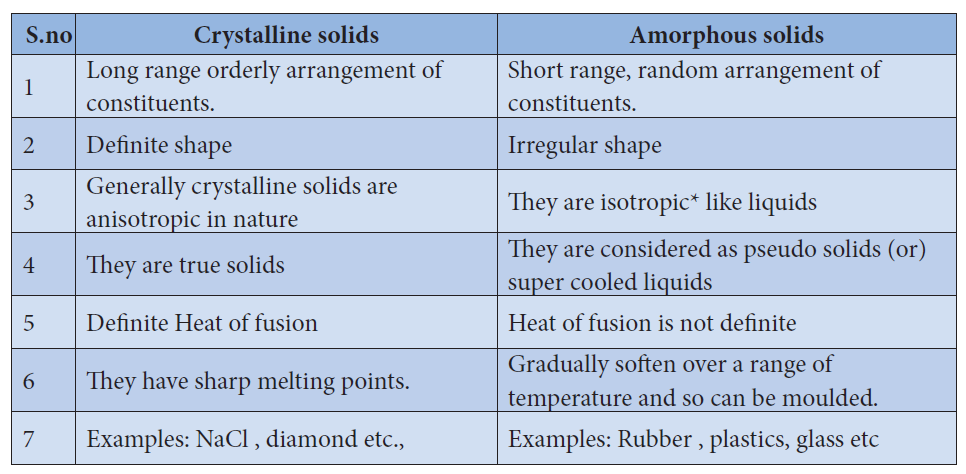 S.no Crystalline solids Amorphous solids
1 Long range orderly arrangement of constituents. Short range, random arrangement of constituents.
2 Definite shape Irregular shape
3 Generally crystalline solids are anisotropic in nature They are isotropic* like liquids
4 They are true solids They are considered as pseudo solids (or) super cooled liquids
5 Definite Heat of fusion Heat of fusion is not definite
6 They have sharp melting points. Gradually soften over a range of temperature and so can be moulded.
7 Examples: NaCl , diamond etc., Examples: Rubber , plastics, glass etc